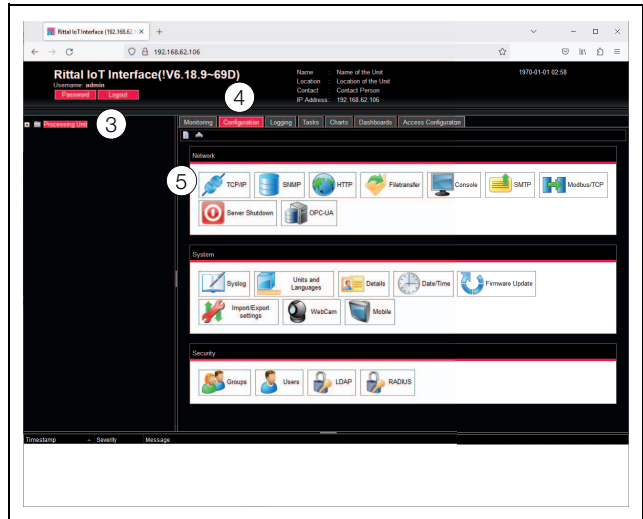 Rittal IoT Interface (192.168.62.1 × +
192.168.62.106
Rittal IoT Interface(!V6.18.9~69D)
Username: admin
Password Logout
Name : Name of the Unit
Location : Location of the Unit
Contact : Contact Person
IP Address : 192.168.62.106
1970-01-01 02:58
4
3
Processing Unit
Monitoring Configuration Logging Tasks Charts Dashboards Access Configuraton
Network
5
TCP/IP SNMP HTTP Filetransfer Console SMTP Modbus/TCP
Server Shutdown OPC-UA
System
Syslog Units and Languages Details Date/Time Firmware Update
Import/Export settings WebCam Mobile
Security
Groups Users LDAP RADIUS
Timestamp Severity Message